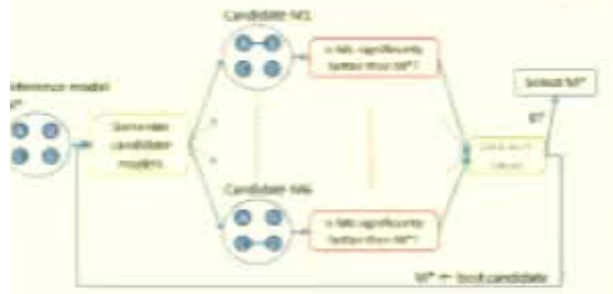 Candidate M1
is M1 significantly
better than M*?
Select M*
Reference model
M*
Generate
candidate
models
Candidate M6
is M6 significantly
better than M*?
M* ← best candidate